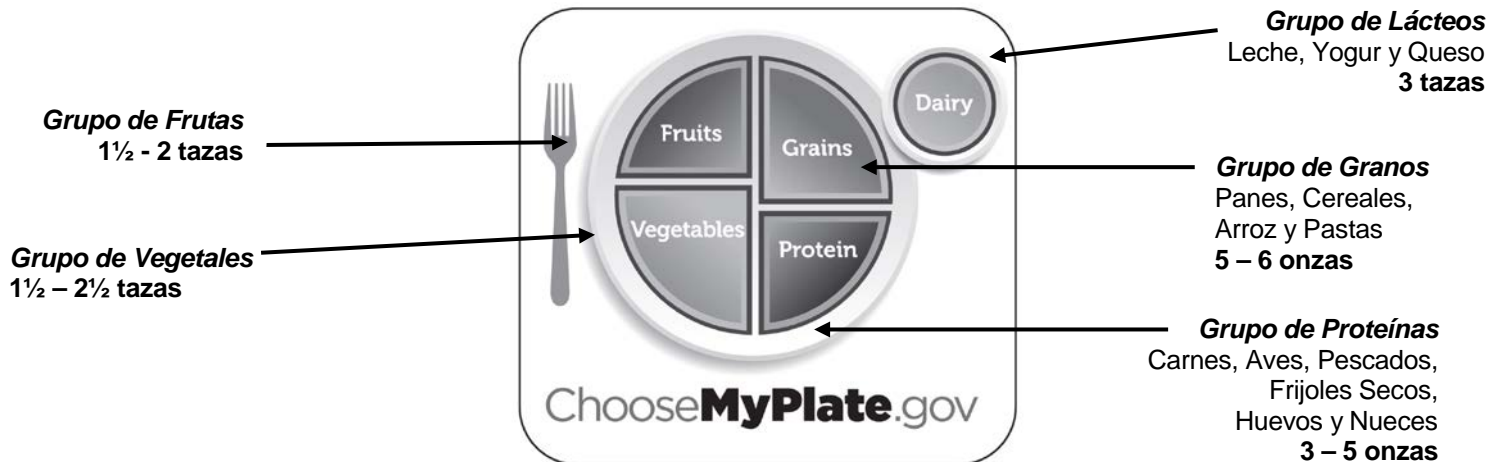 Grupo de Lácteos
Leche, Yogur y Queso
3 tazas
Grupo de Frutas
1½ - 2 tazas
Fruits
Grains
Dairy
Grupo de Granos
Panes, Cereales,
Arroz y Pastas
5 – 6 onzas
Grupo de Vegetales
1½ – 2½ tazas
Vegetables
Protein
Grupo de Proteínas
Carnes, Aves, Pescados,
Frijoles Secos,
Huevos y Nueces
3 – 5 onzas
ChooseMyPlate.gov